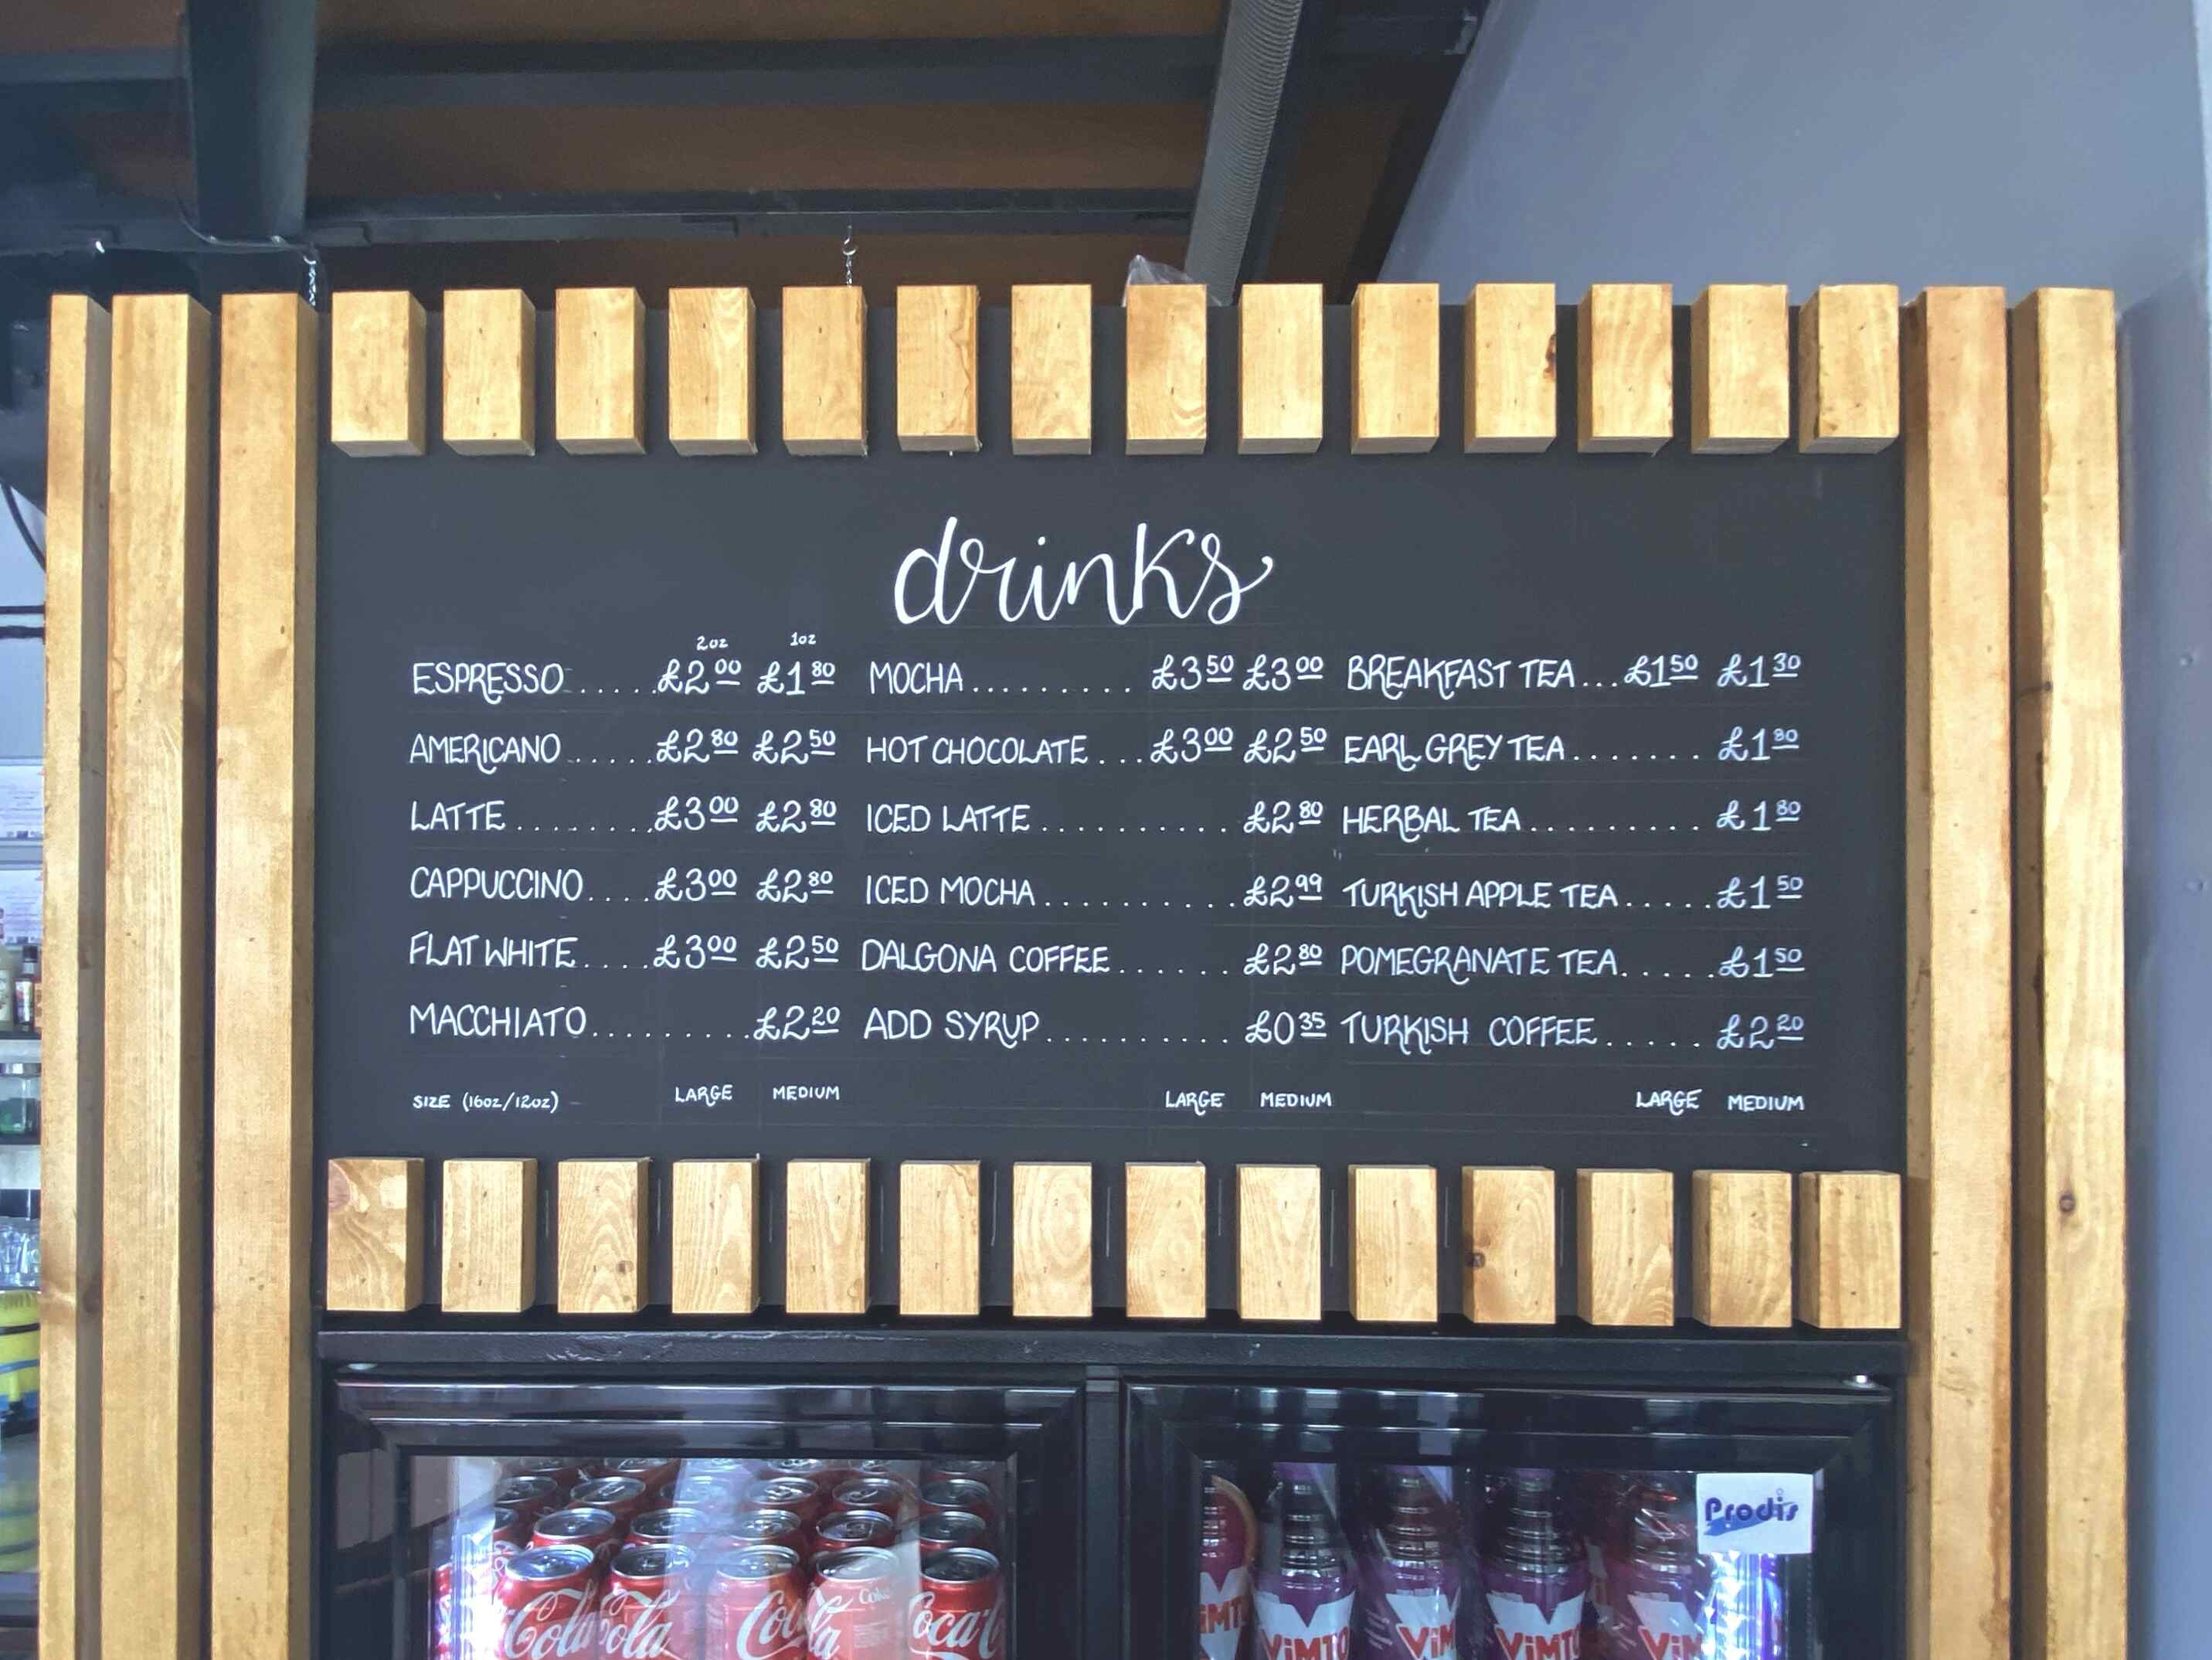 drinks
2oz 1oz
ESPRESSO.....£2.00 £1.80
AMERICANO.....£2.80 £2.50
LATTE........£3.00 £2.80
CAPPUCCINO....£3.00 £2.80
FLAT WHITE....£3.00 £2.50
MACCHIATO.........£2.20
SIZE (16oz/12oz) LARGE MEDIUM
MOCHA.........£3.50 £3.00
HOT CHOCOLATE...£3.00 £2.50
ICED LATTE..........£2.80
ICED MOCHA..........£2.99
DALGONA COFFEE......£2.80
ADD SYRUP..........£0.35
LARGE MEDIUM
BREAKFAST TEA...£1.50 £1.30
EARL GREY TEA.......£1.80
HERBAL TEA.........£1.80
TURKISH APPLE TEA.....£1.50
POMEGRANATE TEA.....£1.50
TURKISH COFFEE.....£2.20
LARGE MEDIUM
Prodis
Coca-Cola
ViMTO
ViMTO